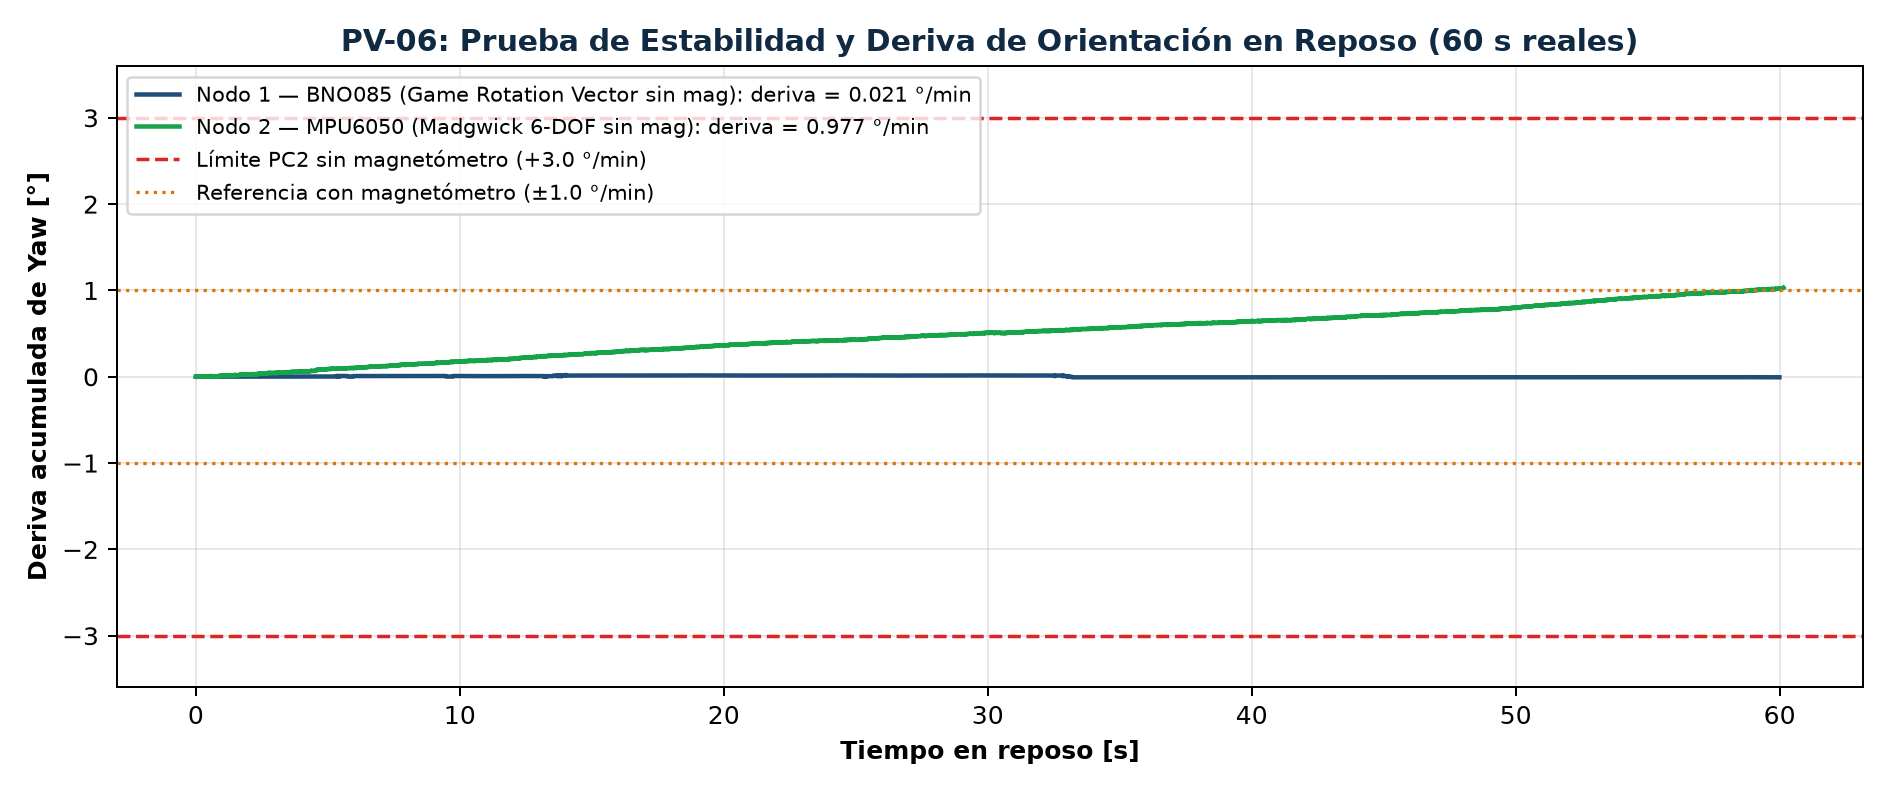 PV-06: Prueba de Estabilidad y Deriva de Orientación en Reposo (60 s reales)
Nodo 1 — BNO085 (Game Rotation Vector sin mag): deriva = 0.021 °/min
Nodo 2 — MPU6050 (Madgwick 6-DOF sin mag): deriva = 0.977 °/min
Límite PC2 sin magnetómetro (+3.0 °/min)
Referencia con magnetómetro (±1.0 °/min)
Deriva acumulada de Yaw [°]
3
2
1
0
−1
−2
−3
0 10 20 30 40 50 60
Tiempo en reposo [s]